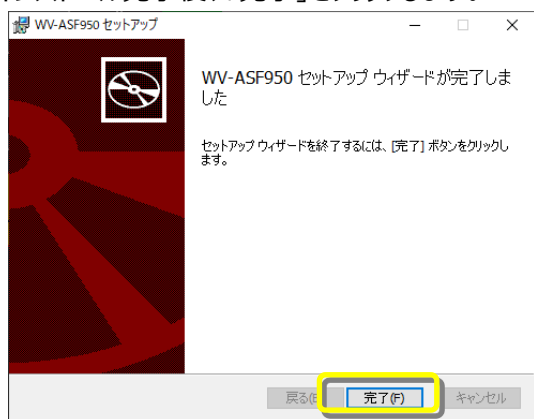 WV-ASF950 セットアップ
WV-ASF950 セットアップ ウィザードが完了しま
した
セットアップ ウィザードを終了するには、[完了] ボタンをクリックし
ます。
戻る(
完了(F)
キャンセル